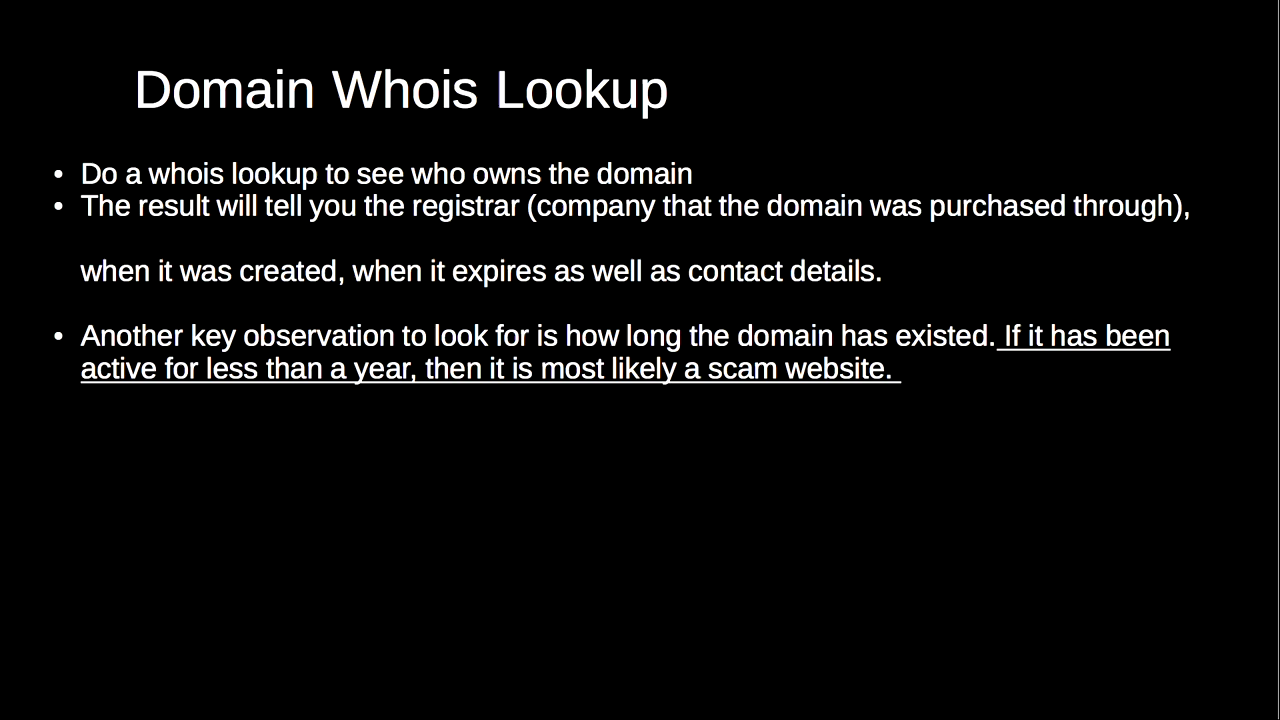 Domain Whois Lookup
• Do a whois lookup to see who owns the domain
• The result will tell you the registrar (company that the domain was purchased through),
when it was created, when it expires as well as contact details.
• Another key observation to look for is how long the domain has existed. If it has been
active for less than a year, then it is most likely a scam website.